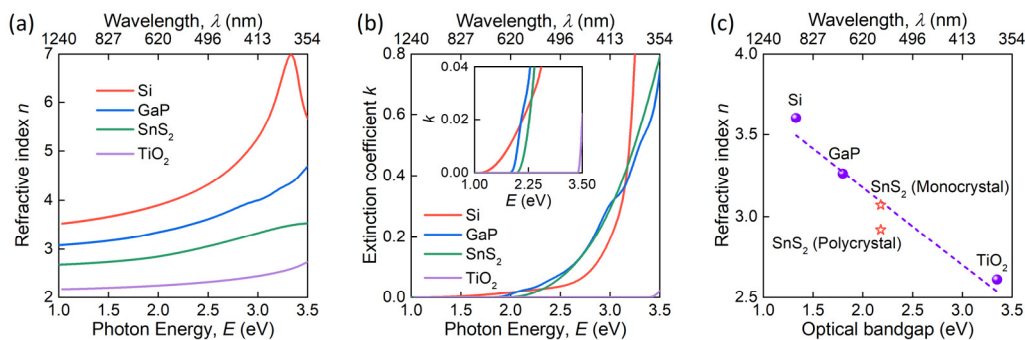 (a)
Wavelength, λ (nm)
1240 827 620 496 413 354
7
6
5
4
3
2
Refractive index n
Si
GaP
SnS2
TiO2
1.0 1.5 2.0 2.5 3.0 3.5
Photon Energy, E (eV)
(b)
Wavelength, λ (nm)
1240 827 620 496 413 354
0.8
0.6
0.4
0.2
0.0
Extinction coefficient k
0.04
0.02
0.00
k
1.00 2.25 3.50
E (eV)
Si
GaP
SnS2
TiO2
1.0 1.5 2.0 2.5 3.0 3.5
Photon Energy, E (eV)
(c)
Wavelength, λ (nm)
1240 827 620 496 413 354
4.0
3.5
3.0
2.5
Refractive index n
Si
GaP
SnS2 (Monocrystal)
SnS2 (Polycrystal)
TiO2
1.0 1.5 2.0 2.5 3.0 3.5
Optical bandgap (eV)